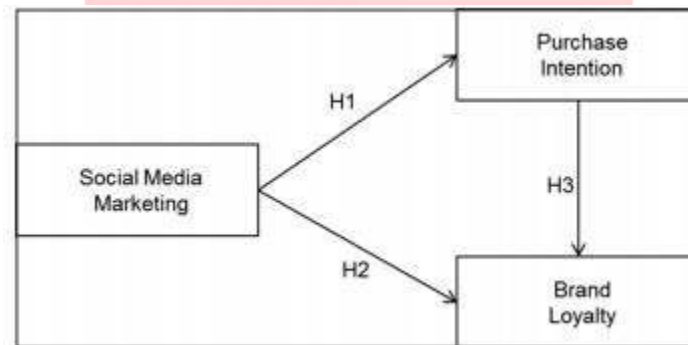 Purchase
Intention
H1
Social Media
Marketing
H3
H2
Brand
Loyalty